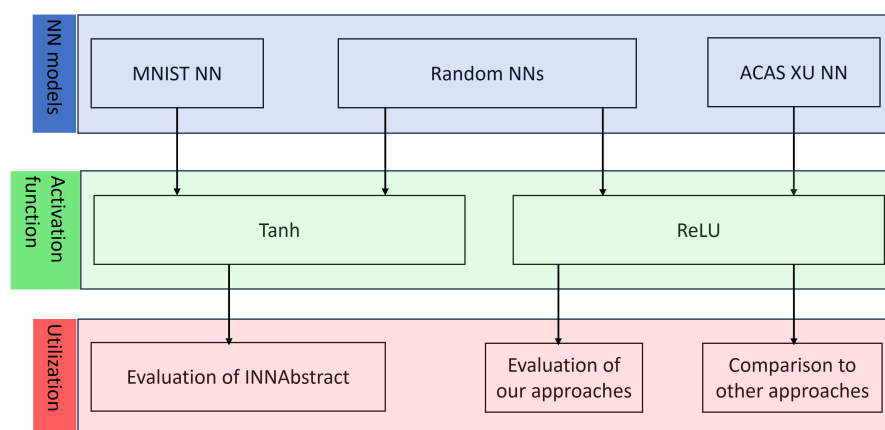 NN models
MNIST NN
Random NNs
ACAS XU NN
Activation
function
Tanh
ReLU
Utilization
Evaluation of INNAbstract
Evaluation of
our approaches
Comparison to
other approaches